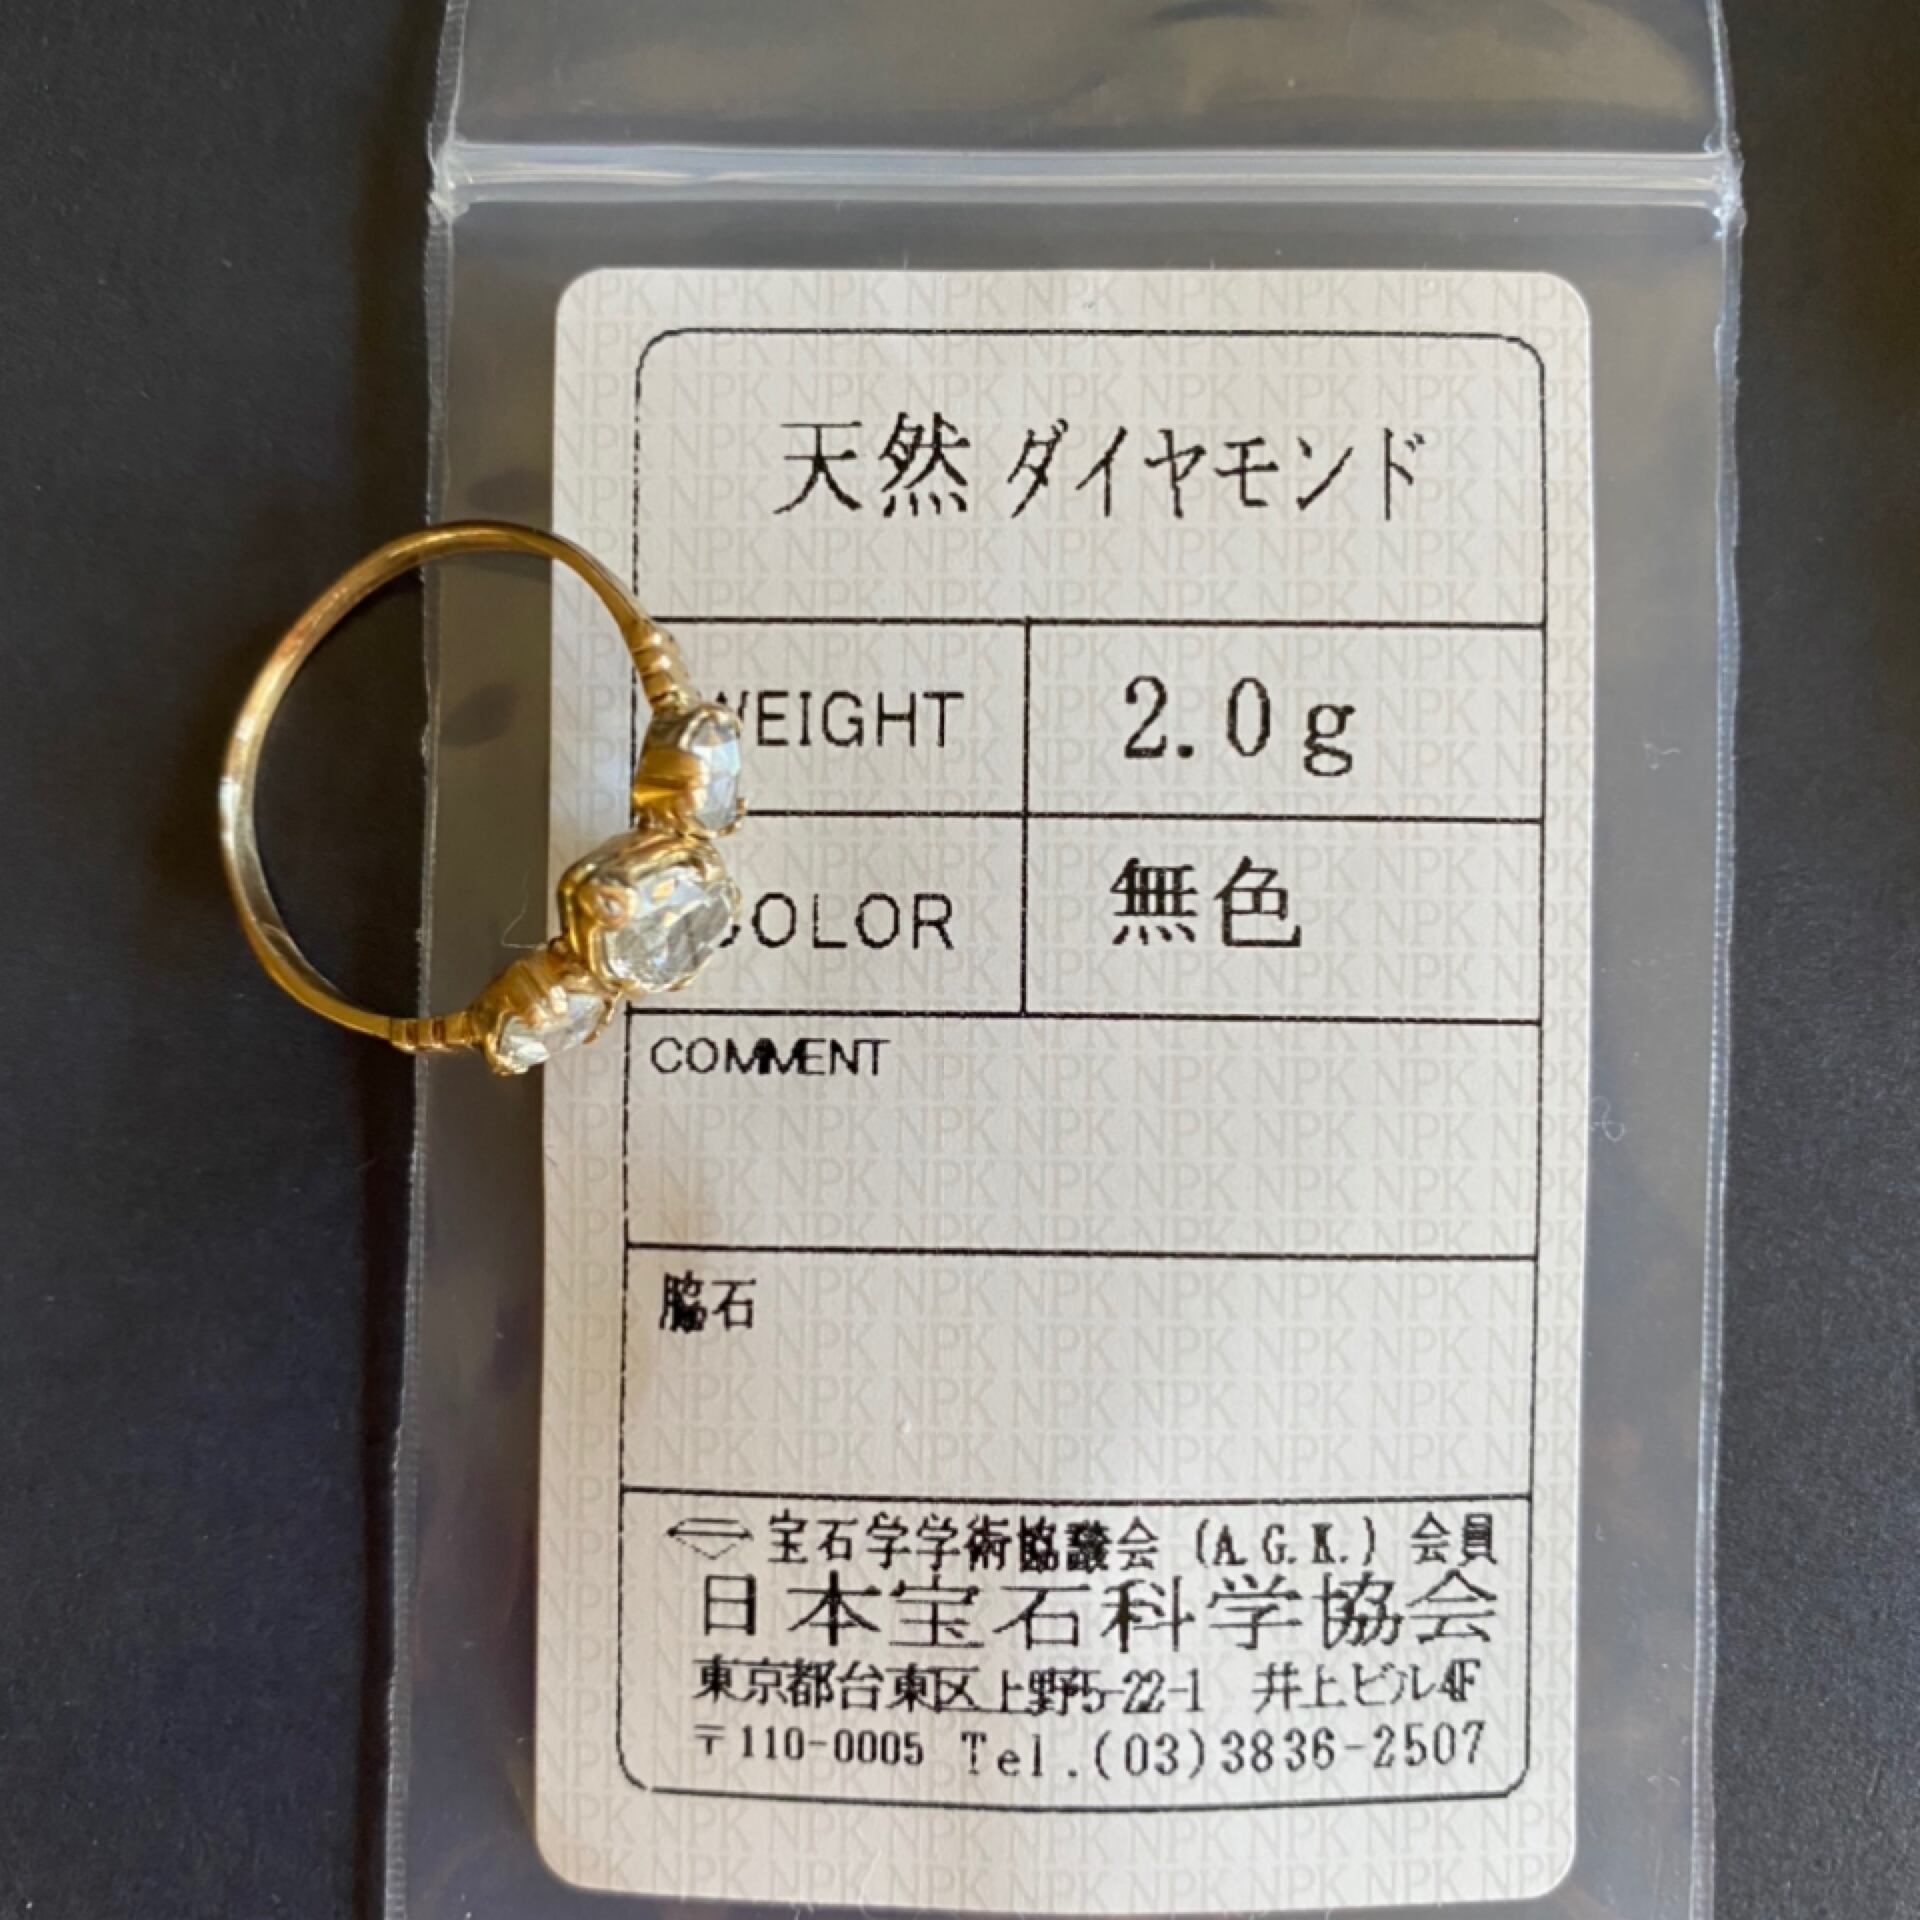 天然 ダイヤモンド
WEIGHT 2.0g
COLOR 無色
COMMENT
脇石
宝石学学術協議会 (A.G.K.) 会員
日本宝石科学協会
東京都台東区上野5-22-1 井上ビル4F
〒110-0005 Tel.(03)3836-2507